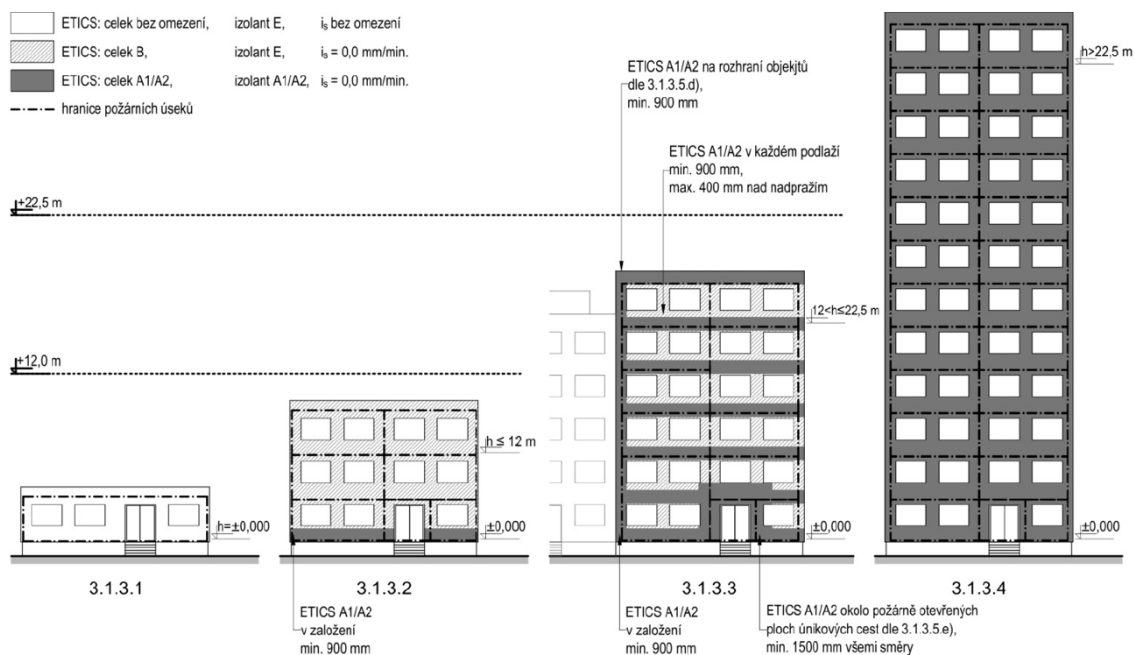 ETICS: celek bez omezení, izolant E, iₛ bez omezení
ETICS: celek B, izolant E, iₛ = 0,0 mm/min.
ETICS: celek A1/A2, izolant A1/A2, iₛ = 0,0 mm/min.
hranice požárních úseků
ETICS A1/A2 na rozhraní objekjtů
dle 3.1.3.5.d),
min. 900 mm
ETICS A1/A2 v každém podlaží
min. 900 mm,
max. 400 mm nad nadpražím
h>22,5 m
+22,5 m
12<h≤22,5 m
+12,0 m
h ≤ 12 m
h=±0,000
±0,000
±0,000
±0,000
3.1.3.1
3.1.3.2
3.1.3.3
3.1.3.4
ETICS A1/A2
v založení
min. 900 mm
ETICS A1/A2
v založení
min. 900 mm
ETICS A1/A2 okolo požárně otevřených
ploch únikových cest dle 3.1.3.5.e),
min. 1500 mm všemi směry